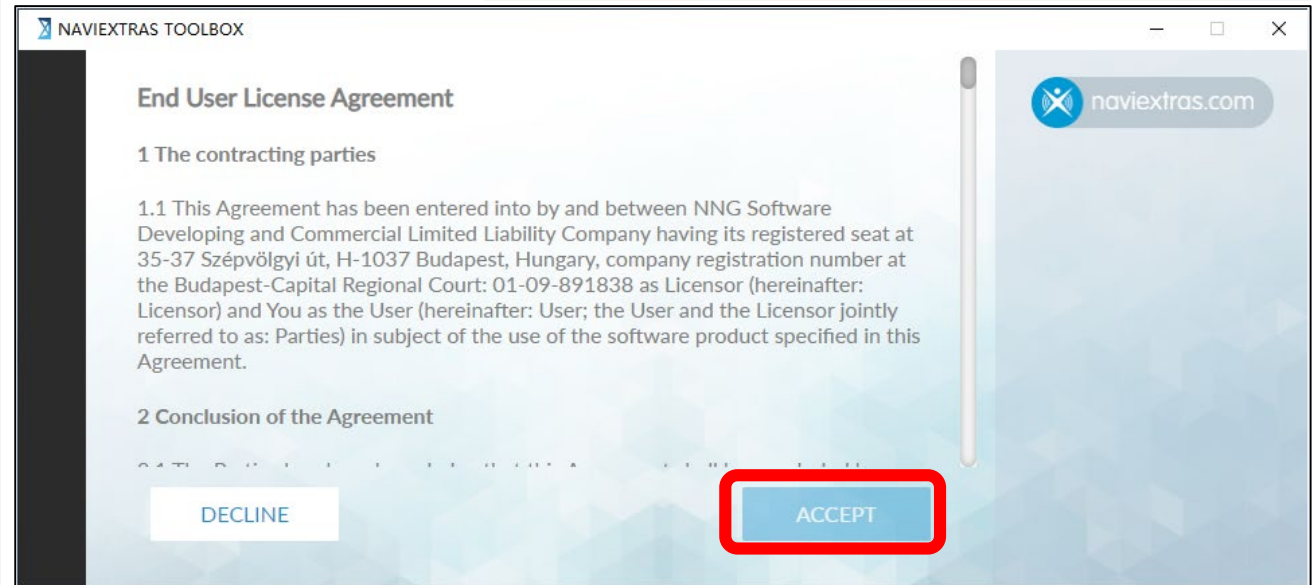 NAVIEXTRAS TOOLBOX
End User License Agreement
naviextras.com
1 The contracting parties
1.1 This Agreement has been entered into by and between NNG Software
Developing and Commercial Limited Liability Company having its registered seat at
35-37 Szépvölgyi út, H-1037 Budapest, Hungary, company registration number at
the Budapest-Capital Regional Court: 01-09-891838 as Licensor (hereinafter:
Licensor) and You as the User (hereinafter: User; the User and the Licensor jointly
referred to as: Parties) in subject of the use of the software product specified in this
Agreement.
2 Conclusion of the Agreement
DECLINE
ACCEPT